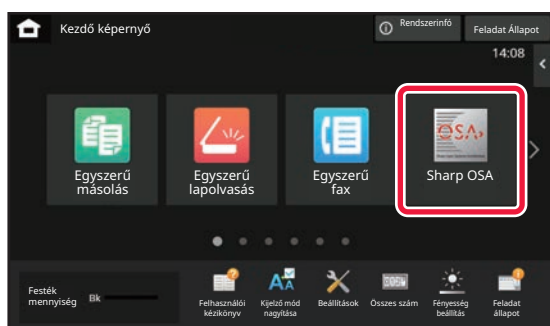 Kezdő képernyő
Rendszerinfó
Feladat Állapot
14:08
OSA
Egyszerű
másolás
Egyszerű
lapolvasás
Egyszerű
fax
Sharp OSA
Festék
mennyiség
Bk
Felhasználói
kézikönyv
Kijelző mód
nagyítása
Beállítások
Összes szám
Fényesség
beállítás
Feladat
állapot